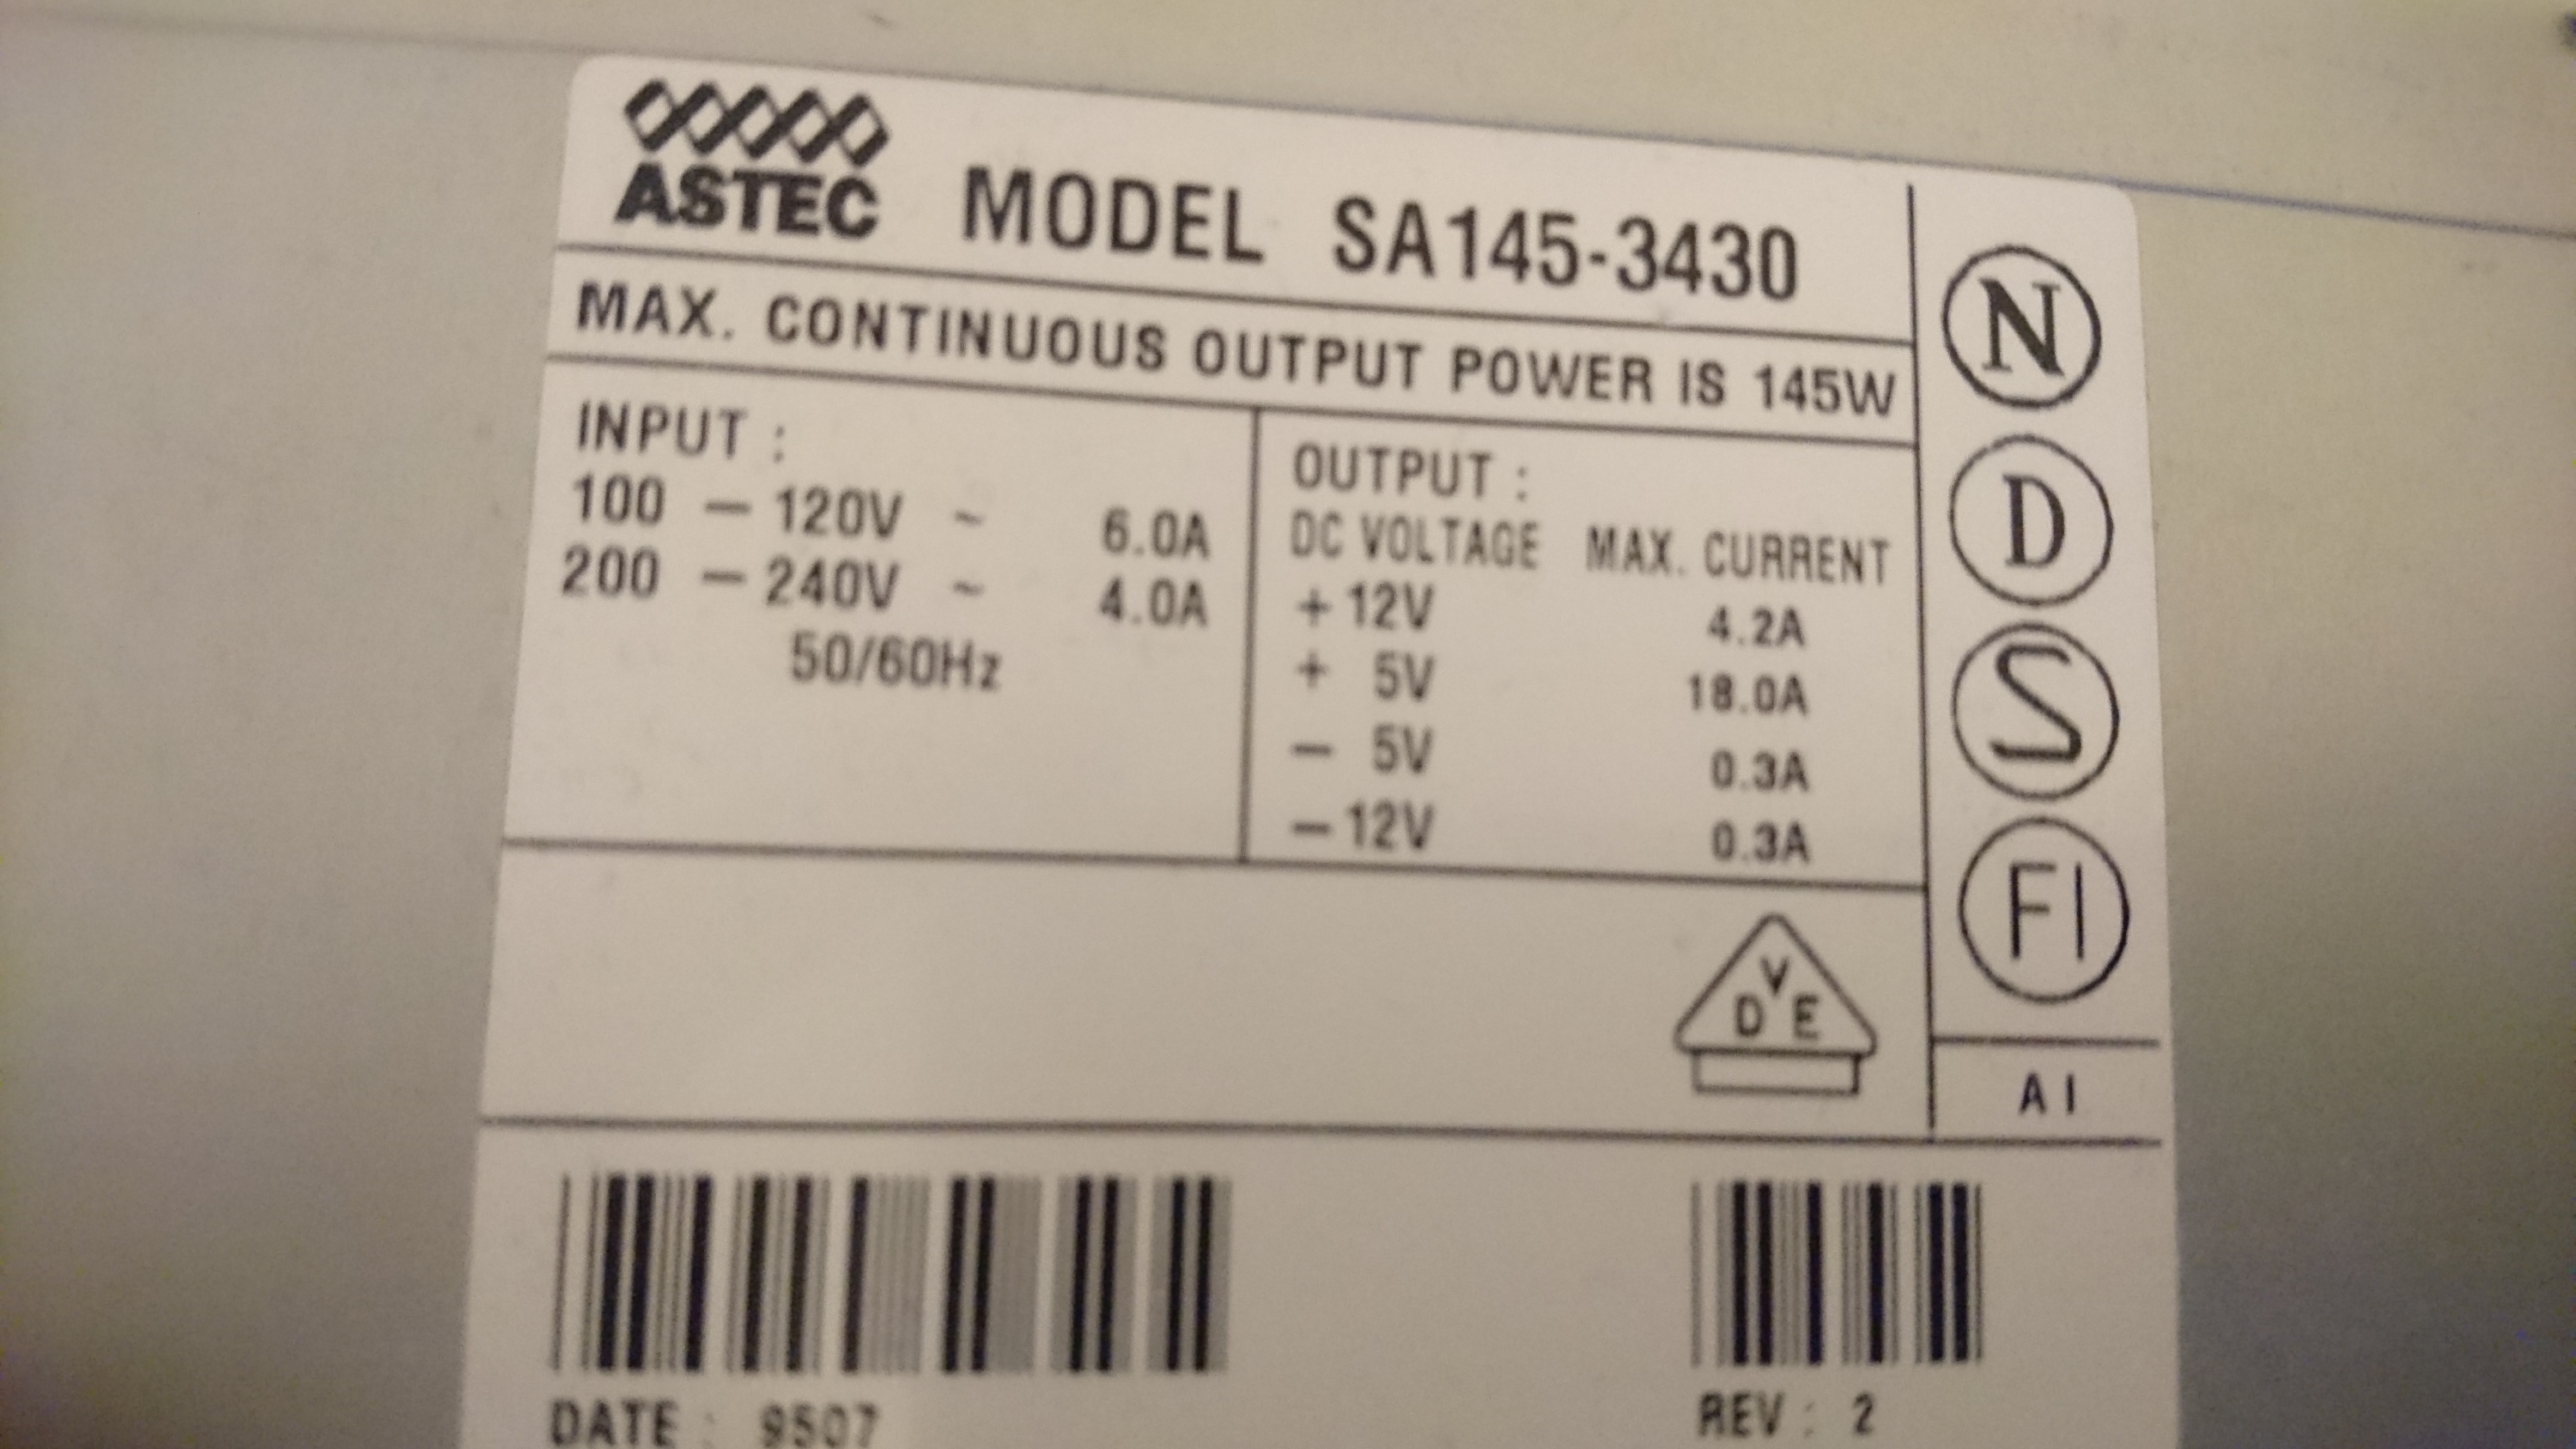 ASTEC MODEL SA145-3430
MAX. CONTINUOUS OUTPUT POWER IS 145W
INPUT :
100 — 120V ~ 6.0A
200 — 240V ~ 4.0A
50/60Hz
OUTPUT :
DC VOLTAGE MAX. CURRENT
+12V 4.2A
+ 5V 18.0A
— 5V 0.3A
—12V 0.3A
N
D
S
FI
VDE
A1
DATE : 9507
REV : 2